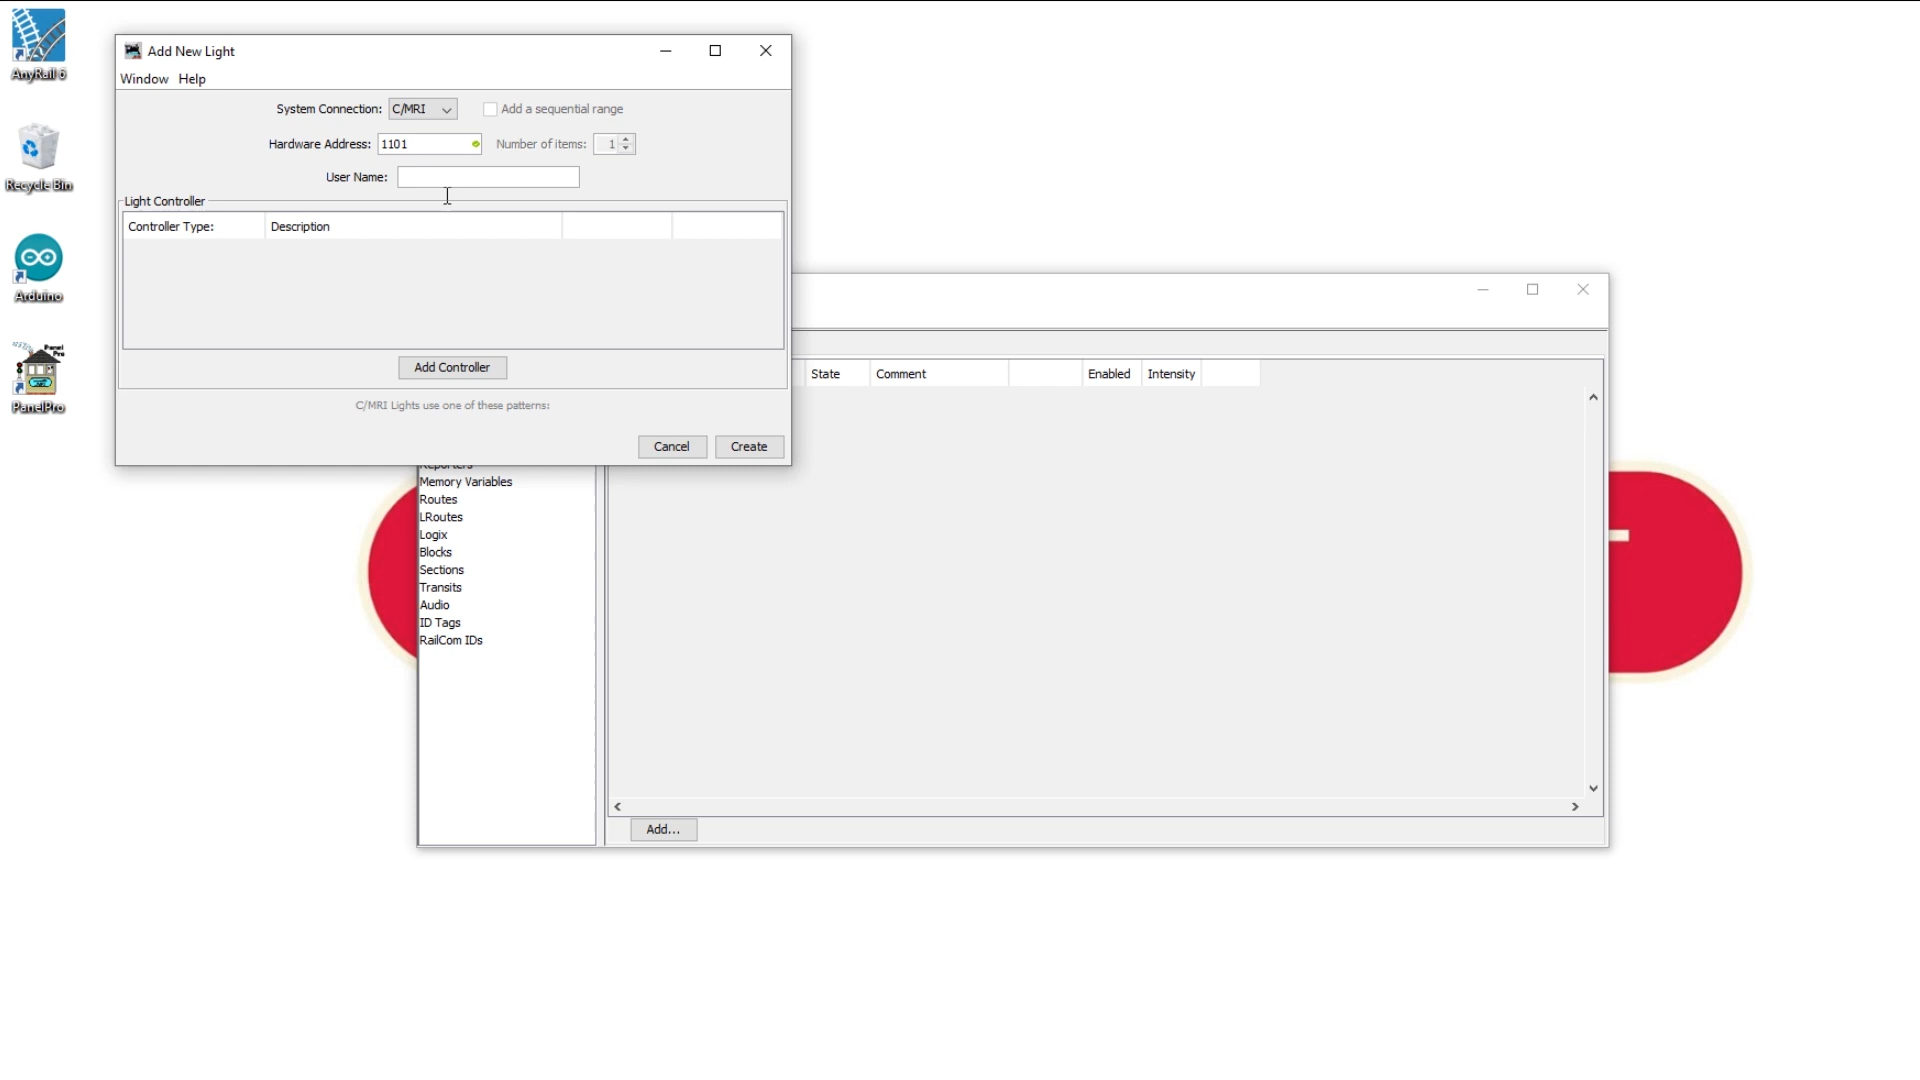 AnyRail 6
Recycle Bin
Arduino
PanelPro
Add New Light
Window Help
System Connection: C/MRI Add a sequential range
Hardware Address: 1101 Number of items: 1
User Name:
Light Controller
Controller Type: Description
Add Controller
C/MRI Lights use one of these patterns:
Cancel Create
State Comment Enabled Intensity
Reporters
Memory Variables
Routes
LRoutes
Logix
Blocks
Sections
Transits
Audio
ID Tags
RailCom IDs
Add...